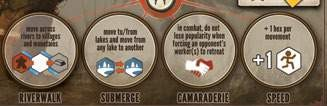 move across
rivers to villages
and mountains
RIVERWALK
move to/from
lakes and move from
any lake to another
SUBMERGE
in combat, do not
lose popularity when
forcing an opponent's
worker(s) to retreat
CAMARADERIE
+1 hex per
movement
+1
SPEED